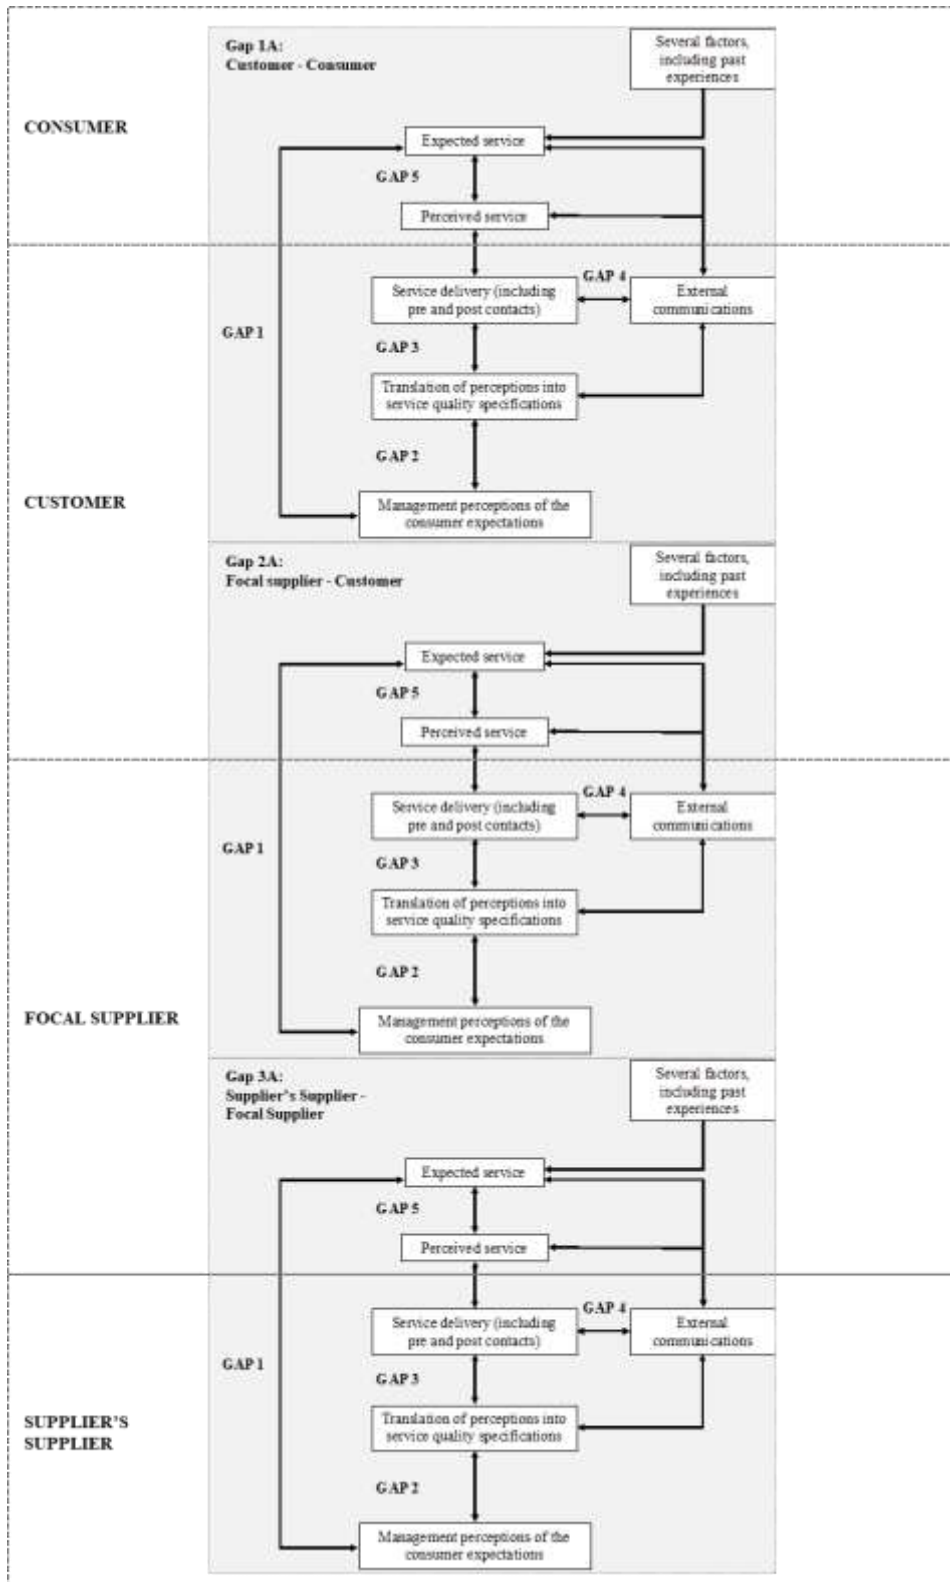 Gap 1A:
Customer - Consumer
Several factors,
including past
experiences
CONSUMER
Expected service
GAP 5
Perceived service
GAP 4
Service delivery (including
pre and post contacts)
External
communications
GAP 1
GAP 3
Translation of perceptions into
service quality specifications
GAP 2
CUSTOMER
Management perceptions of the
consumer expectations
Gap 2A:
Focal supplier - Customer
Several factors,
including past
experiences
Expected service
GAP 5
Perceived service
GAP 4
Service delivery (including
pre and post contacts)
External
communications
GAP 1
GAP 3
Translation of perceptions into
service quality specifications
GAP 2
FOCAL SUPPLIER
Management perceptions of the
consumer expectations
Gap 3A:
Supplier's Supplier -
Focal Supplier
Several factors,
including past
experiences
Expected service
GAP 5
Perceived service
GAP 4
Service delivery (including
pre and post contacts)
External
communications
GAP 1
GAP 3
Translation of perceptions into
service quality specifications
SUPPLIER'S
SUPPLIER
GAP 2
Management perceptions of the
consumer expectations